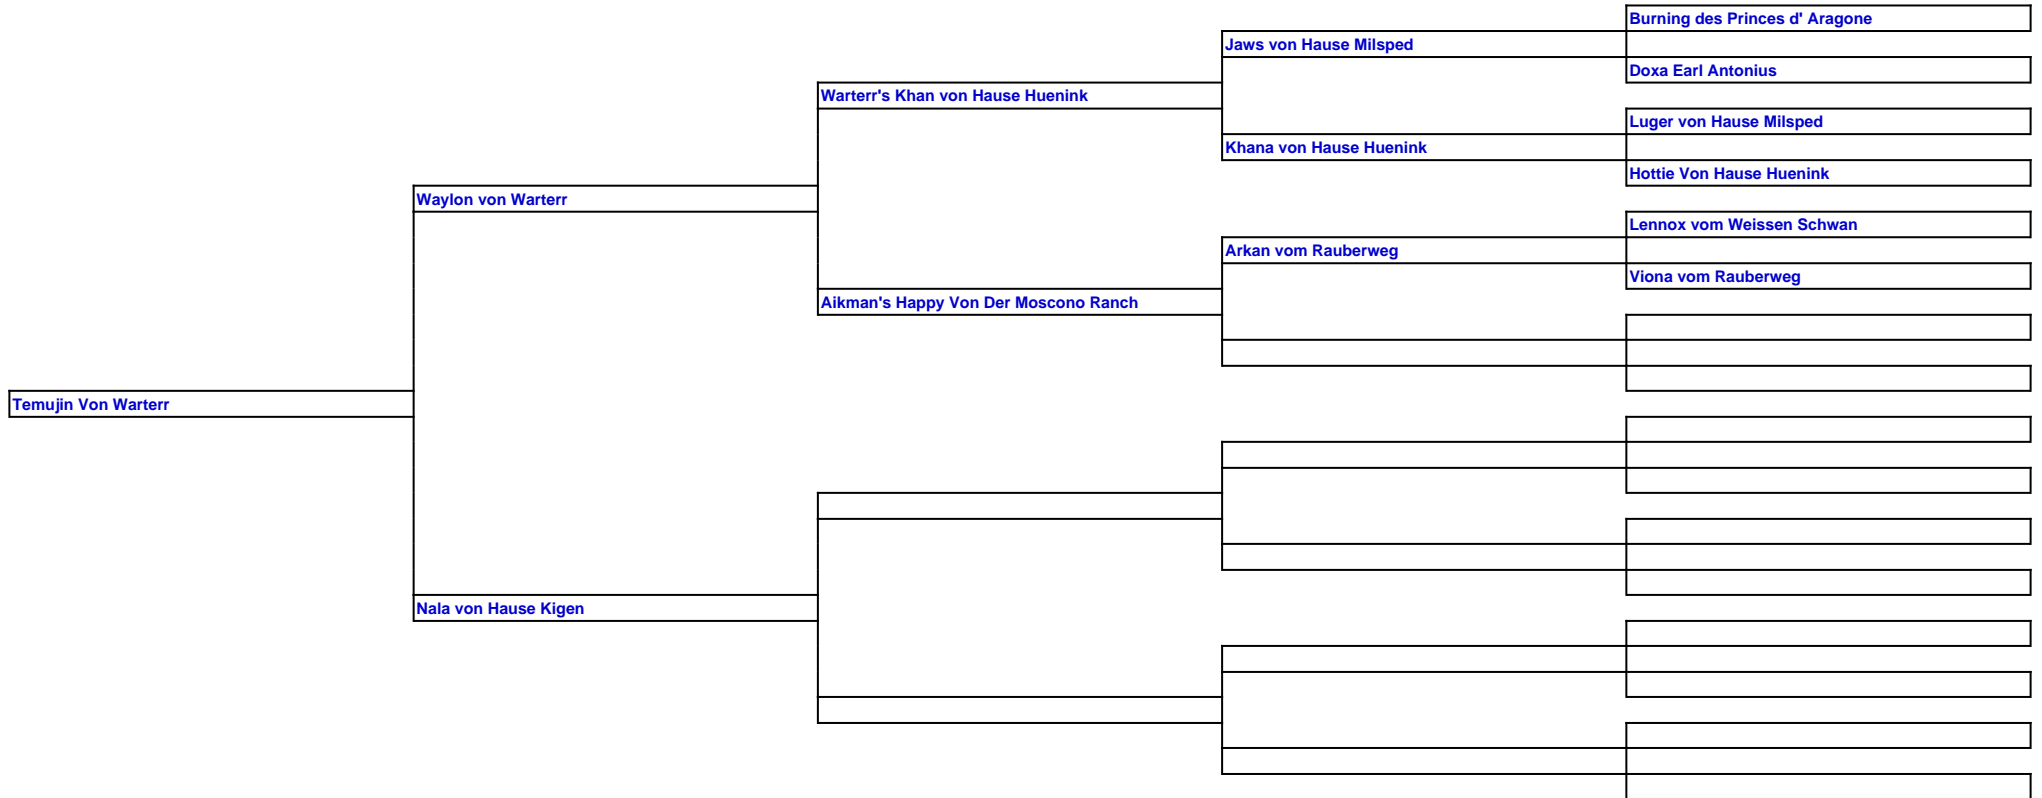 Burning des Princes d' Aragone
Jaws von Hause Milsped
Doxa Earl Antonius
Warterr's Khan von Hause Huenink
Luger von Hause Milsped
Khana von Hause Huenink
Hottie Von Hause Huenink
Waylon von Warterr
Lennox vom Weissen Schwan
Arkan vom Rauberweg
Viona vom Rauberweg
Aikman's Happy Von Der Moscono Ranch
Temujin Von Warterr
Nala von Hause Kigen